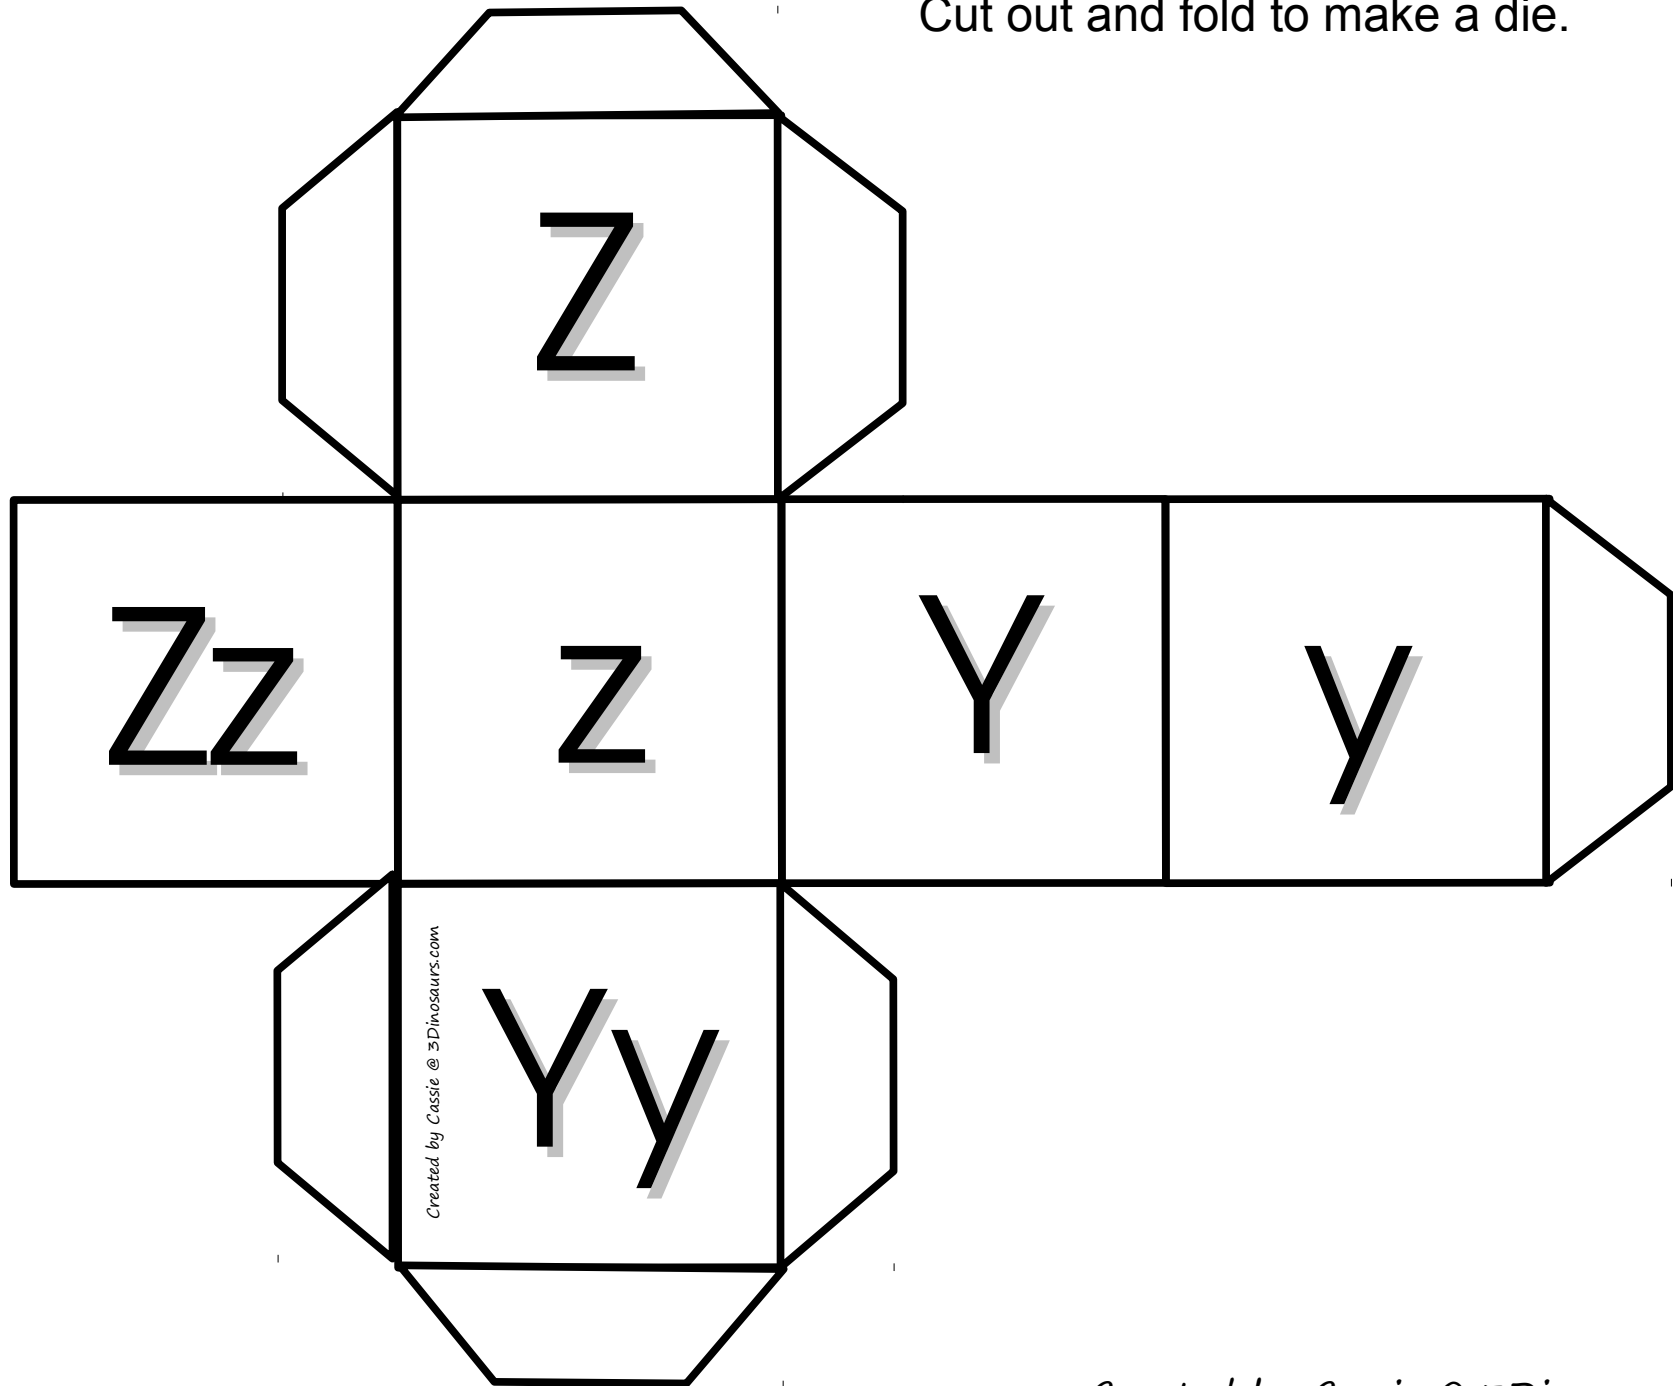 Cut out and fold to make a die.
Z
Zz
z
Y
y
Created by Cassie @ 3Dinosaurs.com
Yy